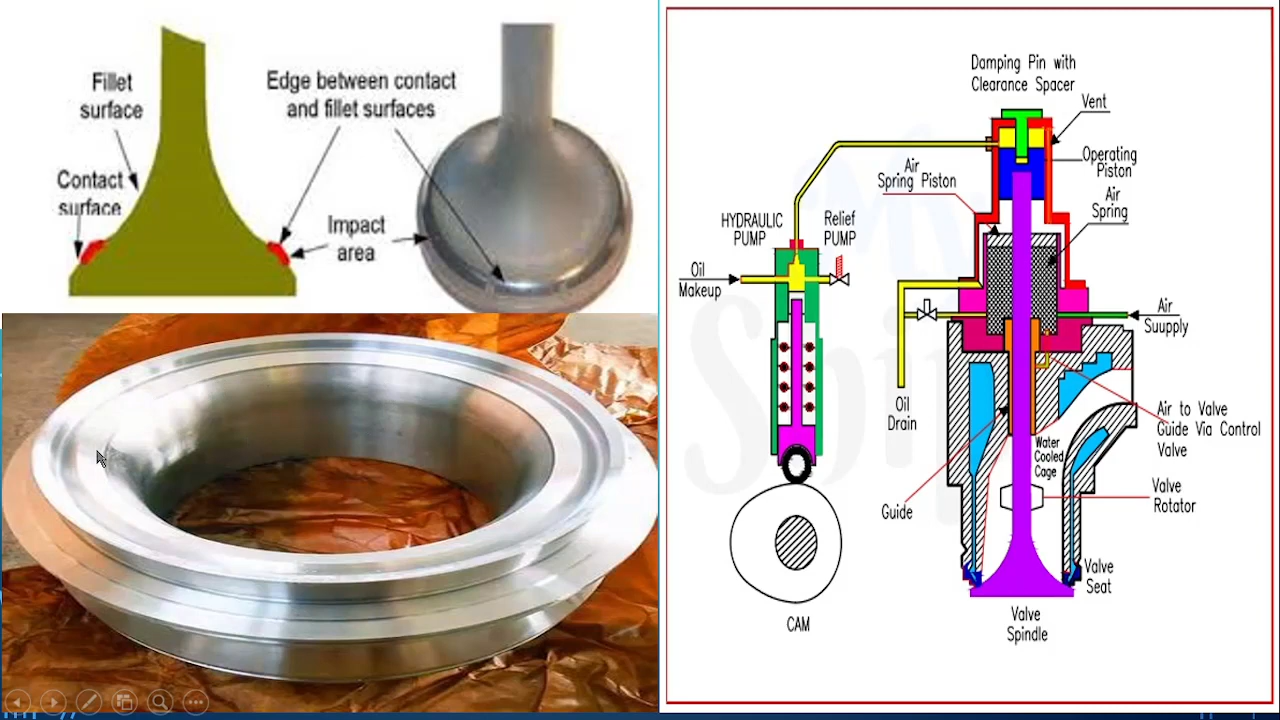 Fillet
surface
Contact
surface
Edge between contact
and fillet surfaces
Impact
area
Damping Pin with
Clearance Spacer
Vent
Operating
Piston
Air
Spring Piston
Air
Spring
HYDRAULIC
PUMP
Relief
PUMP
Oil
Makeup
Air
Suupply
Oil
Drain
Air to Valve
Guide Via Control
Valve
Water
Cooled
Cage
Guide
Valve
Rotator
Valve
Seat
CAM
Valve
Spindle